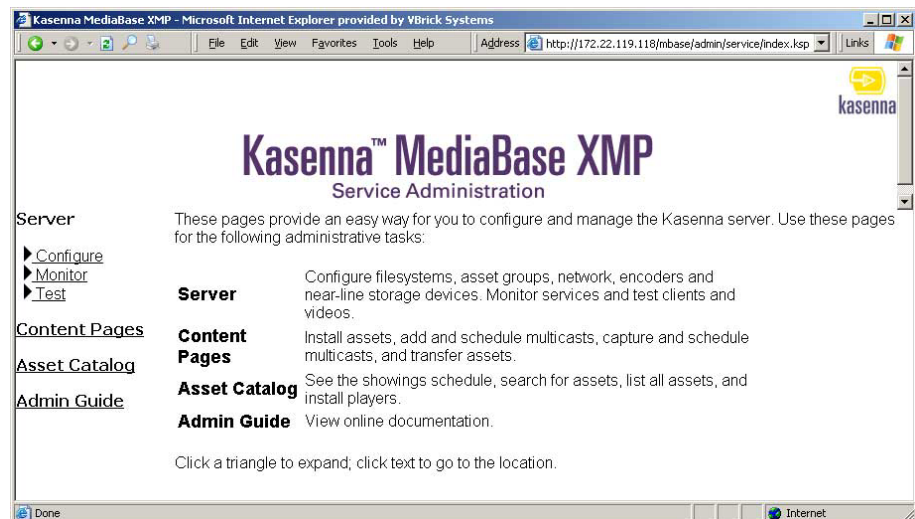 Kasenna MediaBase XMP - Microsoft Internet Explorer provided by VBrick Systems
File Edit View Favorites Tools Help Address http://172.22.119.118/mbase/admin/service/index.ksp Links
kasenna
Kasenna™ MediaBase XMP
Service Administration
Server
Configure
Monitor
Test
Content Pages
Asset Catalog
Admin Guide
These pages provide an easy way for you to configure and manage the Kasenna server. Use these pages
for the following administrative tasks:
Server
Configure filesystems, asset groups, network, encoders and
near-line storage devices. Monitor services and test clients and
videos.
Content
Pages
Install assets, add and schedule multicasts, capture and schedule
multicasts, and transfer assets.
Asset Catalog
See the showings schedule, search for assets, list all assets, and
install players.
Admin Guide View online documentation.
Click a triangle to expand; click text to go to the location.
Done Internet